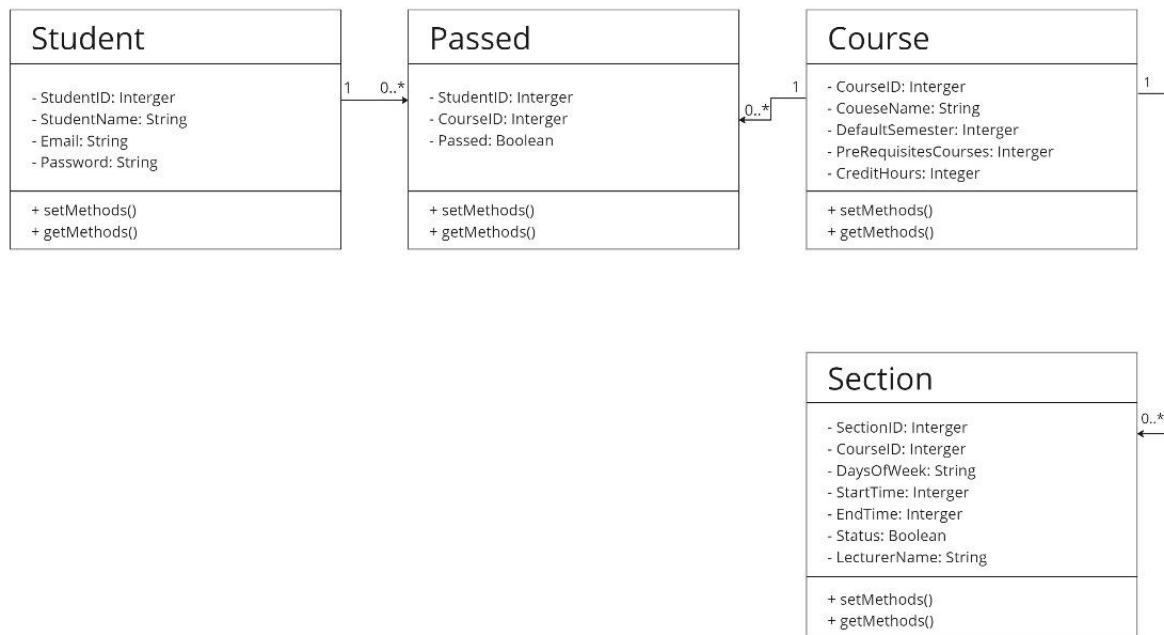 Student
- StudentID: Interger
- StudentName: String
- Email: String
- Password: String
+ setMethods()
+ getMethods()
1
0..*
Passed
- StudentID: Interger
- CourseID: Interger
- Passed: Boolean
+ setMethods()
+ getMethods()
0..*
1
Course
- CourseID: Interger
- CoueseName: String
- DefaultSemester: Interger
- PreRequisitesCourses: Interger
- CreditHours: Integer
+ setMethods()
+ getMethods()
1
Section
- SectionID: Interger
- CourseID: Interger
- DaysOfWeek: String
- StartTime: Interger
- EndTime: Interger
- Status: Boolean
- LecturerName: String
+ setMethods()
+ getMethods()
0..*